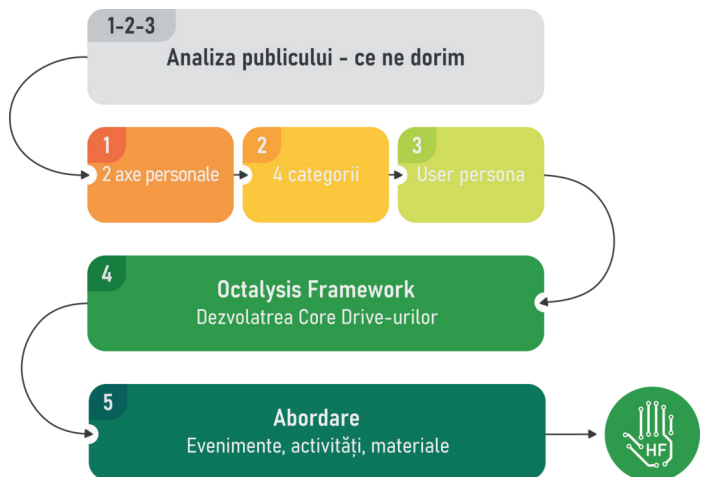 1-2-3
Analiza publicului - ce ne dorim
1
2 axe personale
2
4 categorii
3
User persona
4
Octalysis Framework
Dezvolatrea Core Drive-urilor
5
Abordare
Evenimente, activități, materiale
HF